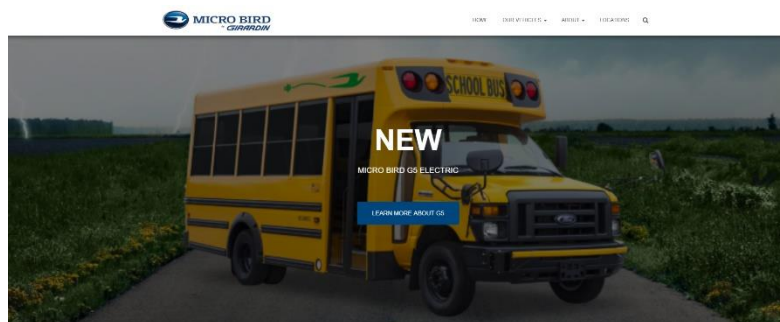 MICRO BIRD
BY GIRARDIN
HOME OUR VEHICLES ABOUT LOCATIONS
SCHOOL BUS
NEW
MICRO BIRD G5 ELECTRIC
LEARN MORE ABOUT G5
Ford